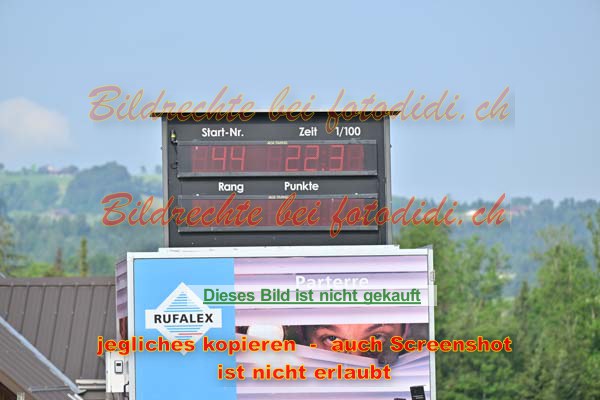 Bildrechte bei fotodidi.ch
Start-Nr. Zeit 1/100
44 22.31
Rang Punkte
Bildrechte bei fotodidi.ch
Parterre
Dieses Bild ist nicht gekauft
RUFALEX
jegliches kopieren - auch Screenshot
ist nicht erlaubt